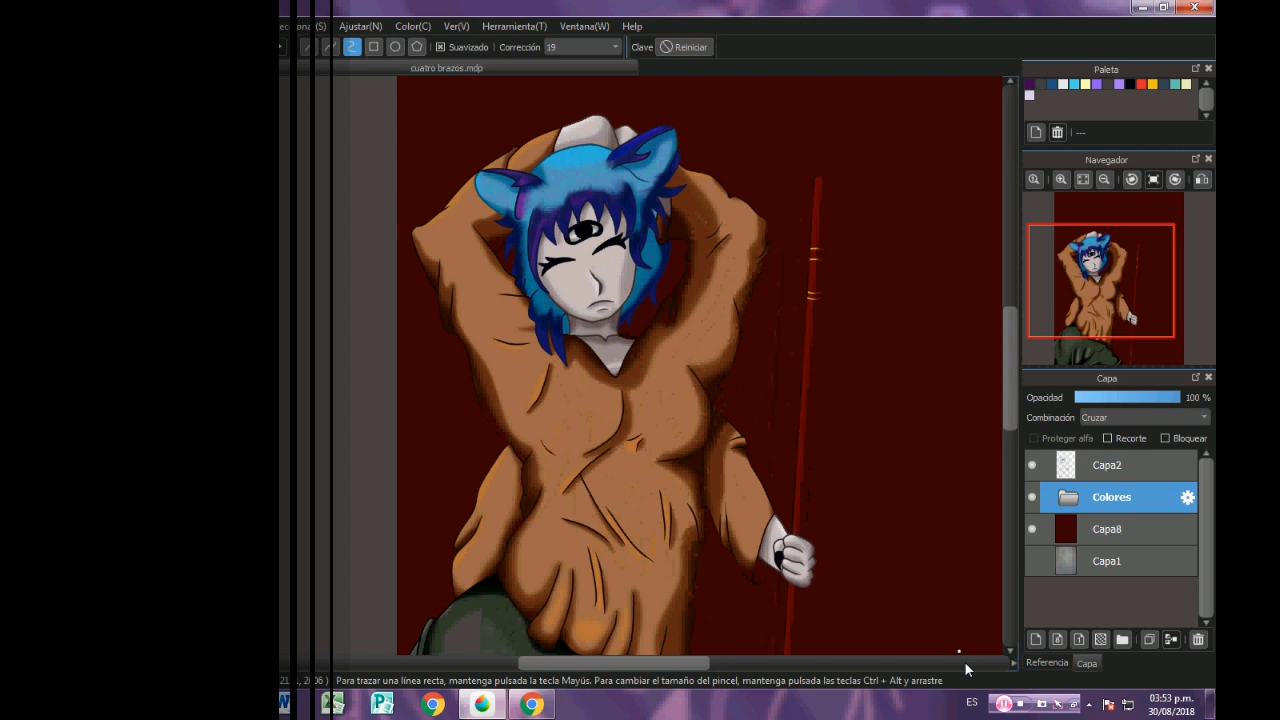 (S) Ajustar(N) Color(C) Ver(V) Herramienta(T) Ventana(W) Help
Suavizado Corrección 19 Clave Reiniciar
cuatro brazos.mdp
Paleta
---
Navegador
Capa
Opacidad 100 %
Combinación Cruzar
Proteger alfa Recorte Bloquear
Capa2
Colores
Capa8
Capa1
Referencia Capa
Para trazar una línea recta, mantenga pulsada la tecla Mayús. Para cambiar el tamaño del pincel, mantenga pulsada las teclas Ctrl + Alt y arrastre
ES
03:53 p.m.
30/08/2018